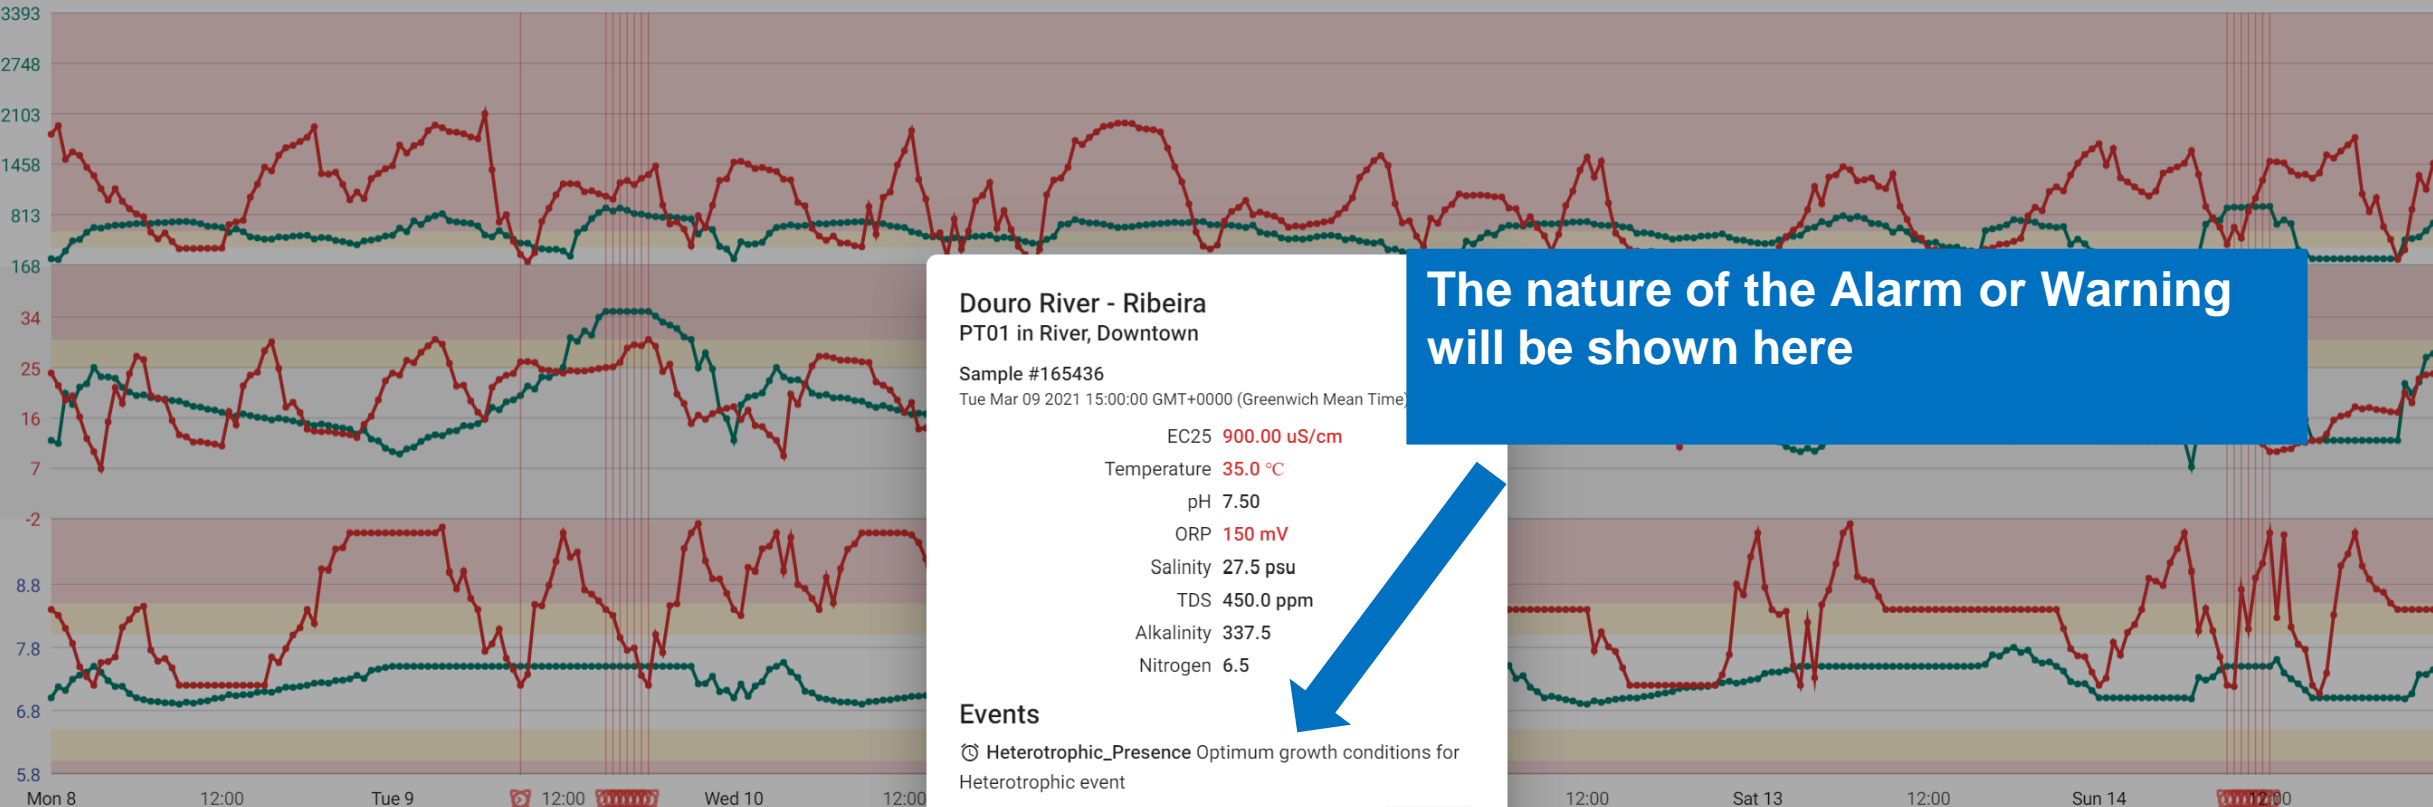 3393
2748
2103
1458
813
168
34
25
16
7
-2
8.8
7.8
6.8
5.8
Mon 8
12:00
Tue 9
12:00
Wed 10
12:00
12:00
Sat 13
12:00
Sun 14
12:00
Douro River - Ribeira
PT01 in River, Downtown
Sample #165436
Tue Mar 09 2021 15:00:00 GMT+0000 (Greenwich Mean Time)
EC25 900.00 uS/cm
Temperature 35.0 °C
pH 7.50
ORP 150 mV
Salinity 27.5 psu
TDS 450.0 ppm
Alkalinity 337.5
Nitrogen 6.5
Events
Heterotrophic_Presence Optimum growth conditions for
Heterotrophic event
The nature of the Alarm or Warning
will be shown here